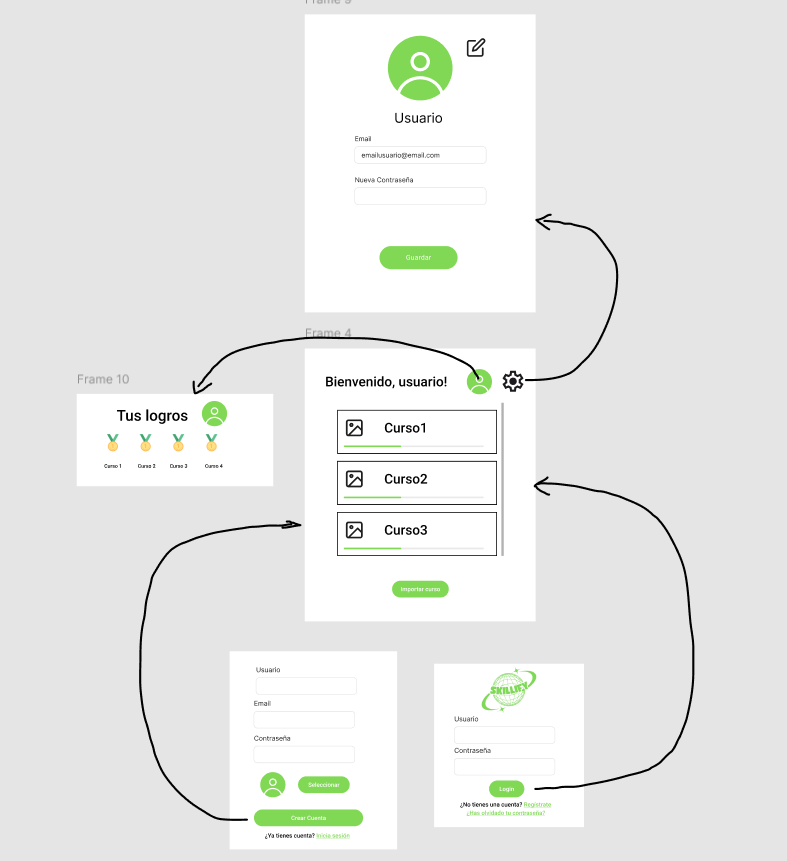 Frame 9
Usuario
Email
emailusuario@email.com
Nueva Contraseña
Guardar
Frame 4
Bienvenido, usuario!
Curso1
Curso2
Curso3
Importar curso
Frame 10
Tus logros
Curso 1 Curso 2 Curso 3 Curso 4
Usuario
Email
Contraseña
Seleccionar
Crear Cuenta
¿Ya tienes cuenta? Inicia sesión
SKILLIFY
Usuario
Contraseña
Login
¿No tienes una cuenta? Regístrate
¿Has olvidado tu contraseña?